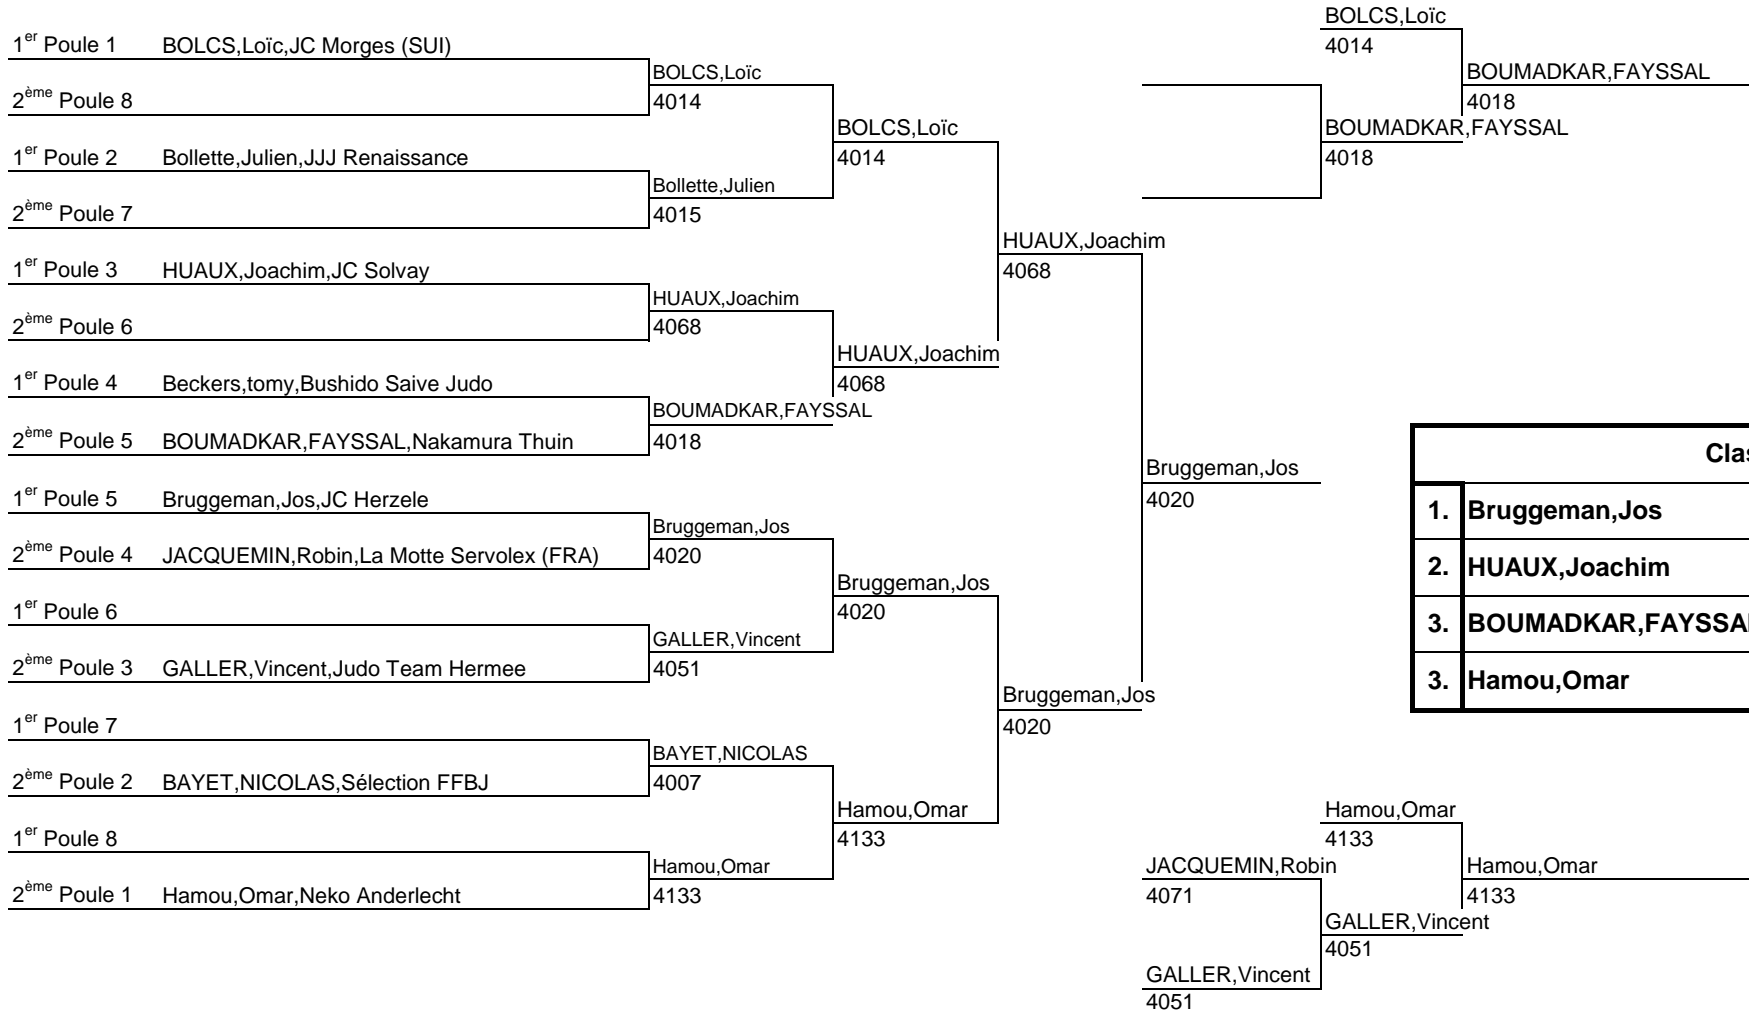 1er Poule 1 BOLCS,Loïc,JC Morges (SUI)
2ème Poule 8
1er Poule 2 Bollette,Julien,JJJ Renaissance
2ème Poule 7
1er Poule 3 HUAUX,Joachim,JC Solvay
2ème Poule 6
1er Poule 4 Beckers,tomy,Bushido Saive Judo
2ème Poule 5 BOUMADKAR,FAYSSAL,Nakamura Thuin
1er Poule 5 Bruggeman,Jos,JC Herzele
2ème Poule 4 JACQUEMIN,Robin,La Motte Servolex (FRA)
1er Poule 6
2ème Poule 3 GALLER,Vincent,Judo Team Hermee
1er Poule 7
2ème Poule 2 BAYET,NICOLAS,Sélection FFBJ
1er Poule 8
2ème Poule 1 Hamou,Omar,Neko Anderlecht
BOLCS,Loïc
4014
Bollette,Julien
4015
HUAUX,Joachim
4068
BOUMADKAR,FAYSSAL
4018
Bruggeman,Jos
4020
GALLER,Vincent
4051
BAYET,NICOLAS
4007
Hamou,Omar
4133
BOLCS,Loïc
4014
HUAUX,Joachim
4068
Bruggeman,Jos
4020
Hamou,Omar
4133
HUAUX,Joachim
4068
Bruggeman,Jos
4020
Bruggeman,Jos
4020
BOLCS,Loïc
4014
BOUMADKAR,FAYSSAL
4018
BOUMADKAR,FAYSSAL
4018
Clas
1. Bruggeman,Jos
2. HUAUX,Joachim
3. BOUMADKAR,FAYSSAL
3. Hamou,Omar
JACQUEMIN,Robin
4071
GALLER,Vincent
4051
Hamou,Omar
4133
GALLER,Vincent
4051
Hamou,Omar
4133